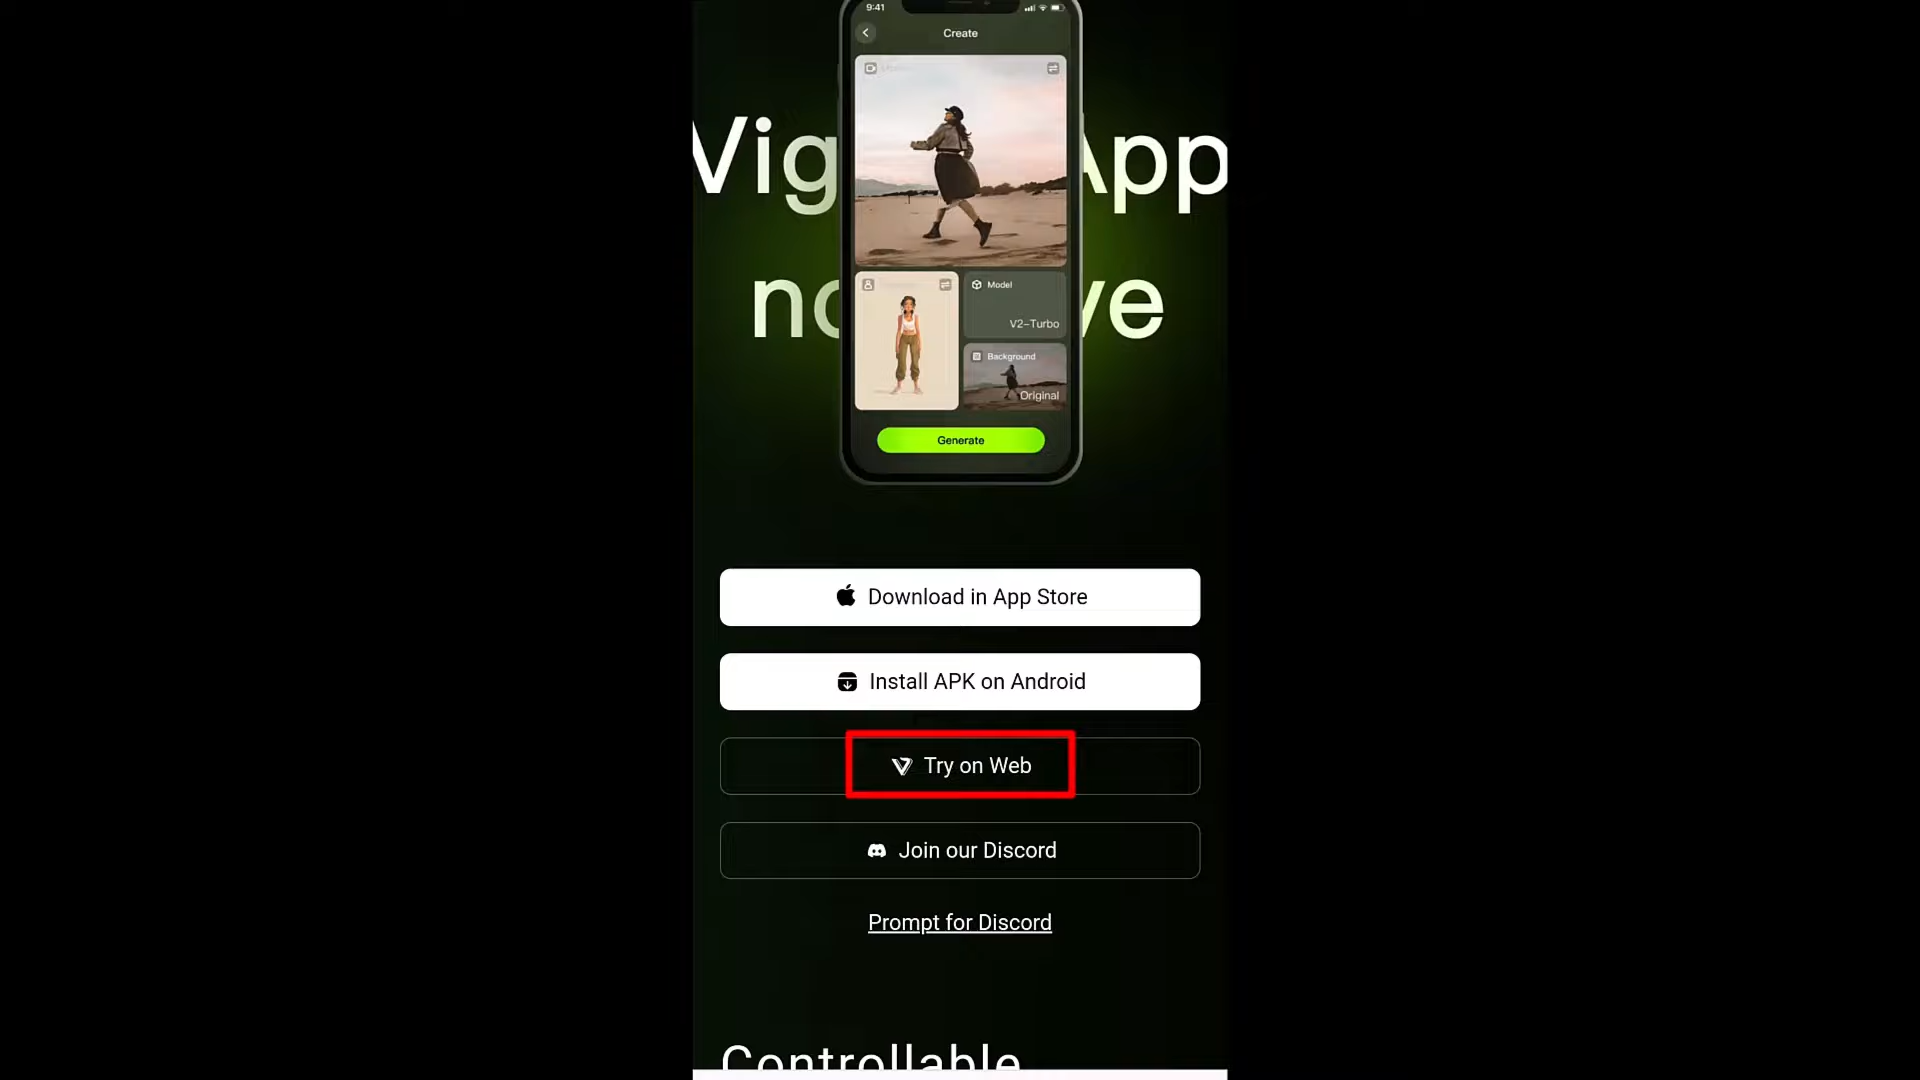 9:41
Create
Vig App
no ve
Model
V2-Turbo
Background
Original
Generate
Download in App Store
Install APK on Android
Try on Web
Join our Discord
Prompt for Discord
Controllable